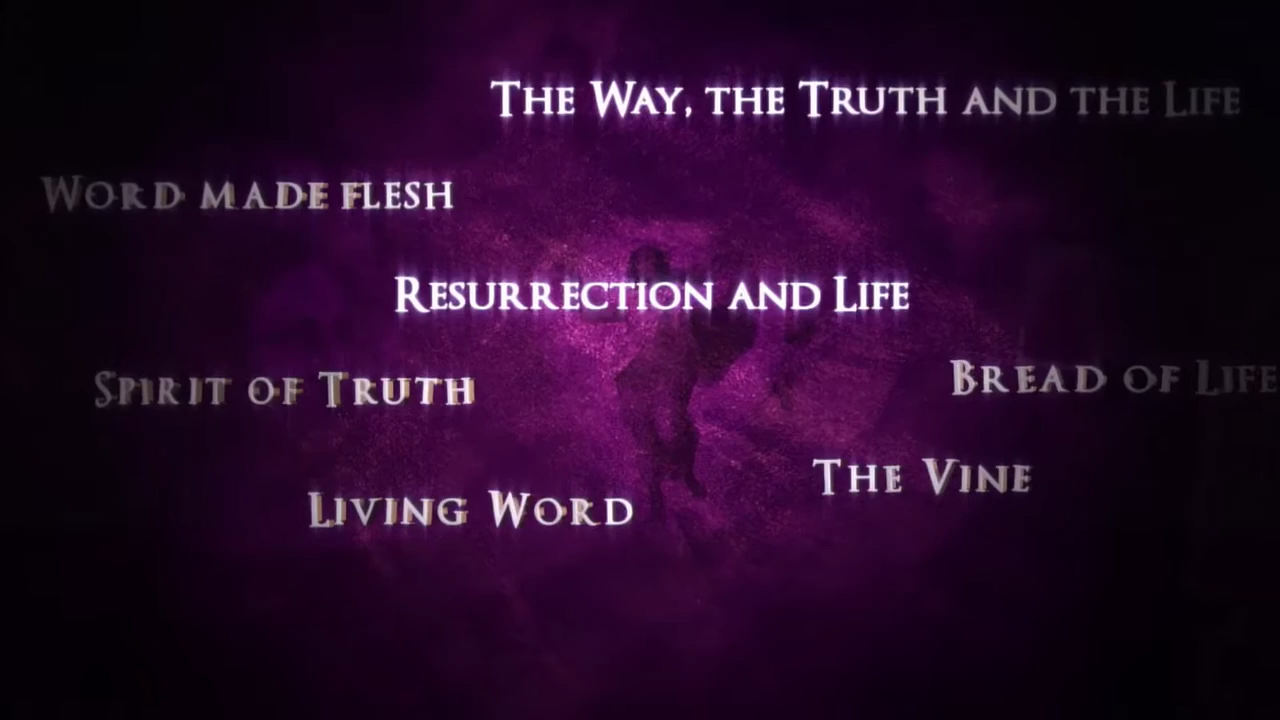 The Way, the Truth and the Life
Word made flesh
Resurrection and Life
Spirit of Truth
Bread of Life
The Vine
Living Word